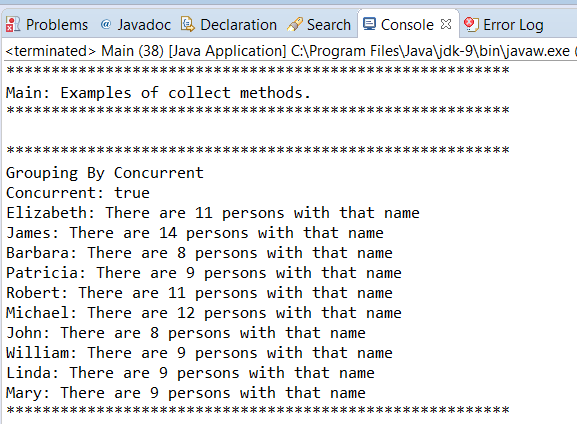 Problems @ Javadoc Declaration Search Console Error Log
<terminated> Main (38) [Java Application] C:\Program Files\Java\jdk-9\bin\javaw.exe (
********************************************************
Main: Examples of collect methods.
********************************************************
********************************************************
Grouping By Concurrent
Concurrent: true
Elizabeth: There are 11 persons with that name
James: There are 14 persons with that name
Barbara: There are 8 persons with that name
Patricia: There are 9 persons with that name
Robert: There are 11 persons with that name
Michael: There are 12 persons with that name
John: There are 8 persons with that name
William: There are 9 persons with that name
Linda: There are 9 persons with that name
Mary: There are 9 persons with that name
********************************************************